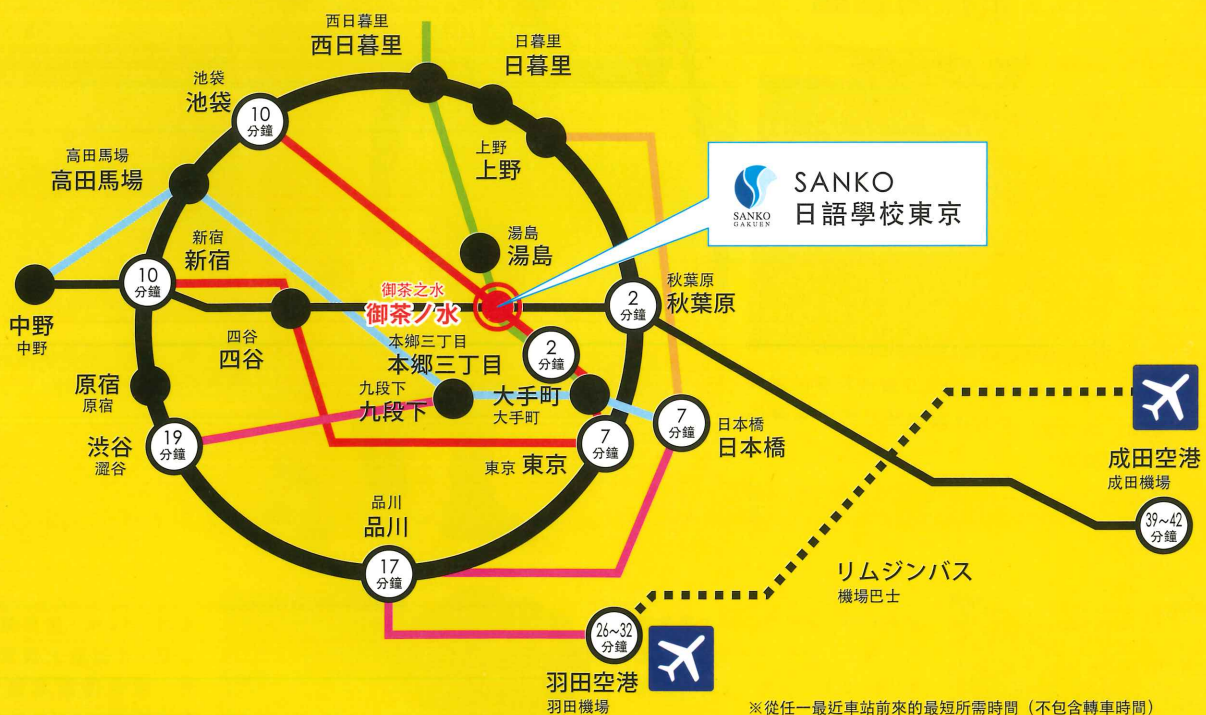 西日暮里
西日暮里
日暮里
日暮里
池袋
池袋
10
分鐘
高田馬場
高田馬場
上野
上野
SANKO
GAKUEN
SANKO
日語學校東京
新宿
新宿
10
分鐘
湯島
湯島
御茶之水
御茶ノ水
秋葉原
秋葉原
2
分鐘
中野
中野
四谷
四谷
本郷三丁目
本郷三丁目
2
分鐘
原宿
原宿
九段下
九段下
大手町
大手町
7
分鐘
日本橋
日本橋
渋谷
澀谷
19
分鐘
東京 東京
7
分鐘
成田空港
成田機場
39~42
分鐘
品川
品川
17
分鐘
リムジンバス
機場巴士
26~32
分鐘
羽田空港
羽田機場
※從任一最近車站前來的最短所需時間（不包含轉車時間）